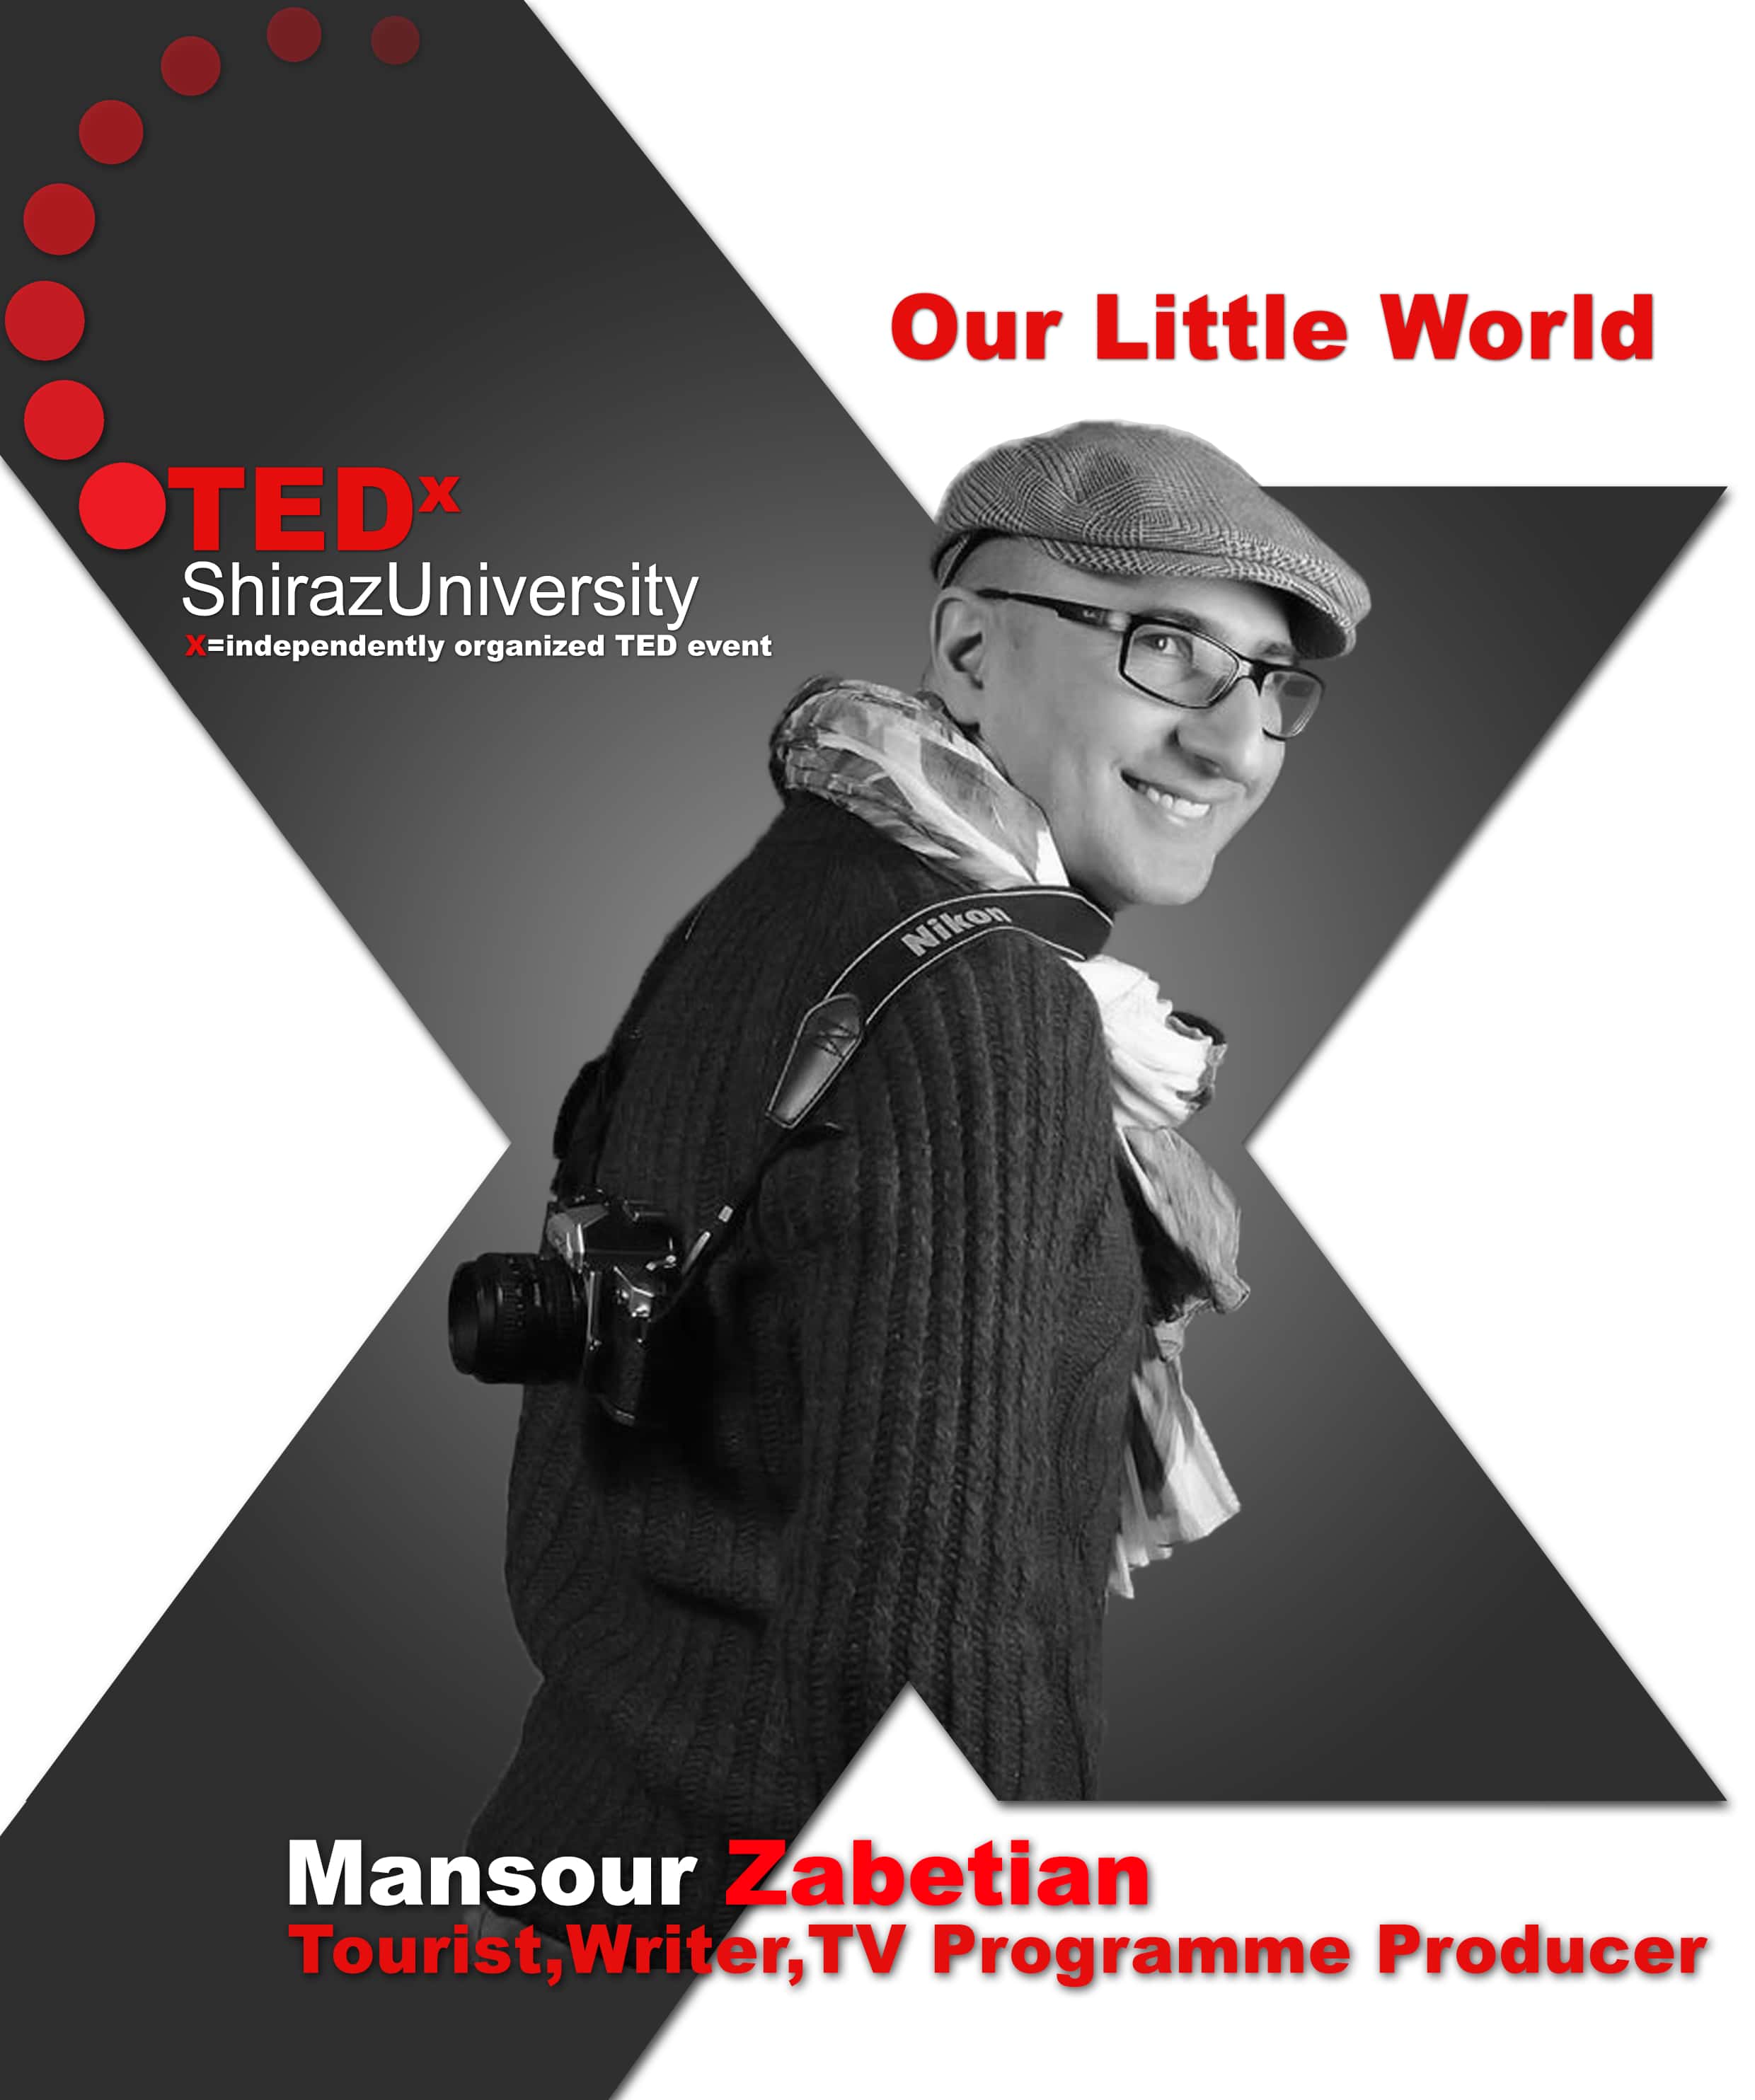 Our Little World
TEDx
ShirazUniversity
X=independently organized TED event
Nikon
Mansour Zabetian
Tourist,Writer,TV Programme Producer